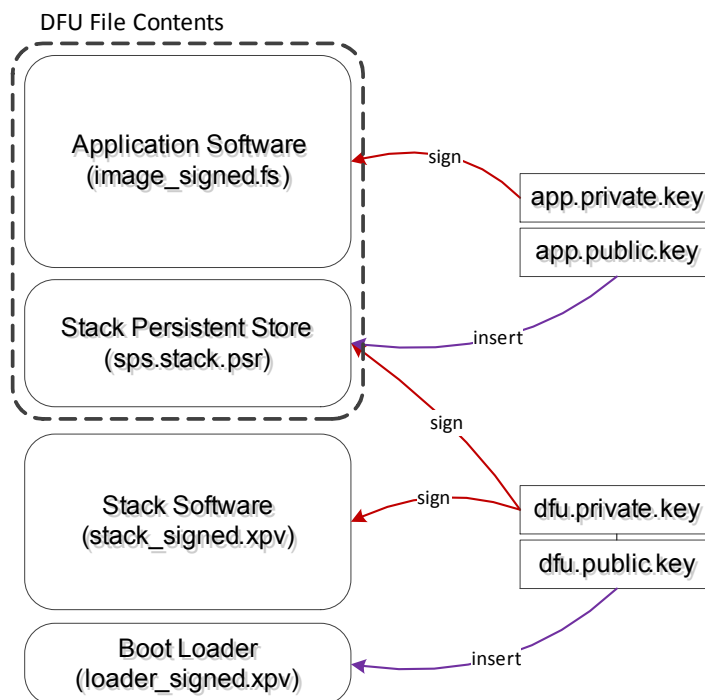 DFU File Contents
Application Software
(image_signed.fs)
sign
app.private.key
app.public.key
Stack Persistent Store
(sps.stack.psr)
insert
sign
Stack Software
(stack_signed.xpv)
sign
dfu.private.key
dfu.public.key
Boot Loader
(loader_signed.xpv)
insert